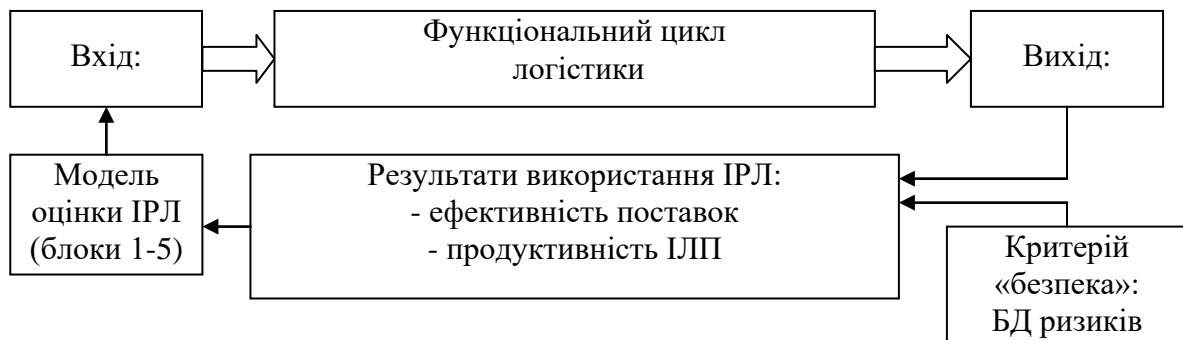 Вхід:
Функціональний цикл
логістики
Вихід:
Модель
оцінки ІРЛ
(блоки 1-5)
Результати використання ІРЛ:
- ефективність поставок
- продуктивність ІЛП
Критерій
«безпека»:
БД ризиків